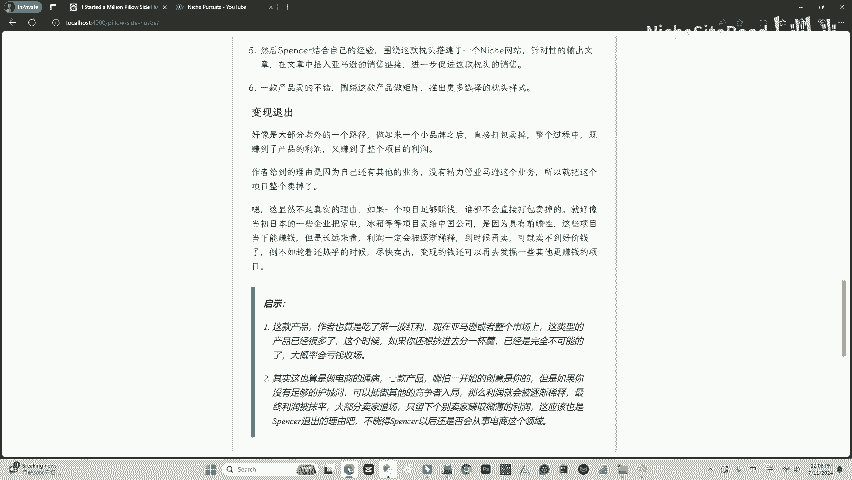 InPrivate
I Started a Million Pillow Side Hu
Niche Pursuits - YouTube
localhost:4000/pillow-side-hustle/
5. 然后Spencer结合自己的经验，围绕这款枕头搭建了一个Niche网站，针对性的输出文
章，在文章中插入亚马逊的销售链接，进一步促进这款枕头的销售。
6. 一款产品卖的不错，围绕这款产品做矩阵，推出更多选择的枕头样式。
变现退出
好像是大部分老外的一个路径，做起来一个小品牌之后，直接打包卖掉，整个过程中，既
赚到了产品的利润，又赚到了整个项目的利润。
作者给到的理由是因为自己还有其他的业务，没有精力管亚马逊这个业务，所以就把这个
项目整个卖掉了。
嗯，这显然不是真实的理由，如果一个项目足够赚钱，谁都不会直接打包卖掉的。就好像
当初日本的一些企业把家电，冰箱等等项目卖给中国公司，是因为具有前瞻性，这些项目
当下能赚钱，但是长远来看，利润一定会被逐渐稀释，到时候再卖，可就卖不到好价钱
了，倒不如趁着还热乎的时候，尽快卖出，变现的钱还可以再去发掘一些其他更赚钱的项
目。
启示：
1. 这款产品，作者也算是吃了第一波红利，现在亚马逊或者整个市场上，这类型的
产品已经很多了，这个时候，如果你还想挤进去分一杯羹，已经是完全不可能的
了，大概率会亏钱收场。
2. 其实这也算是做电商的通病，一款产品，哪怕一开始的创意是你的，但是如果你
没有足够的护城河，可以抵御其他的竞争者入局，那么利润就会被逐渐稀释，最
终利润被抹平，大部分卖家退场，只留下个别卖家赚取微薄的利润，这应该也是
Spencer退出的理由吧，不晓得Spencer以后还是否会从事电商这个领域。
Breaking News
Search